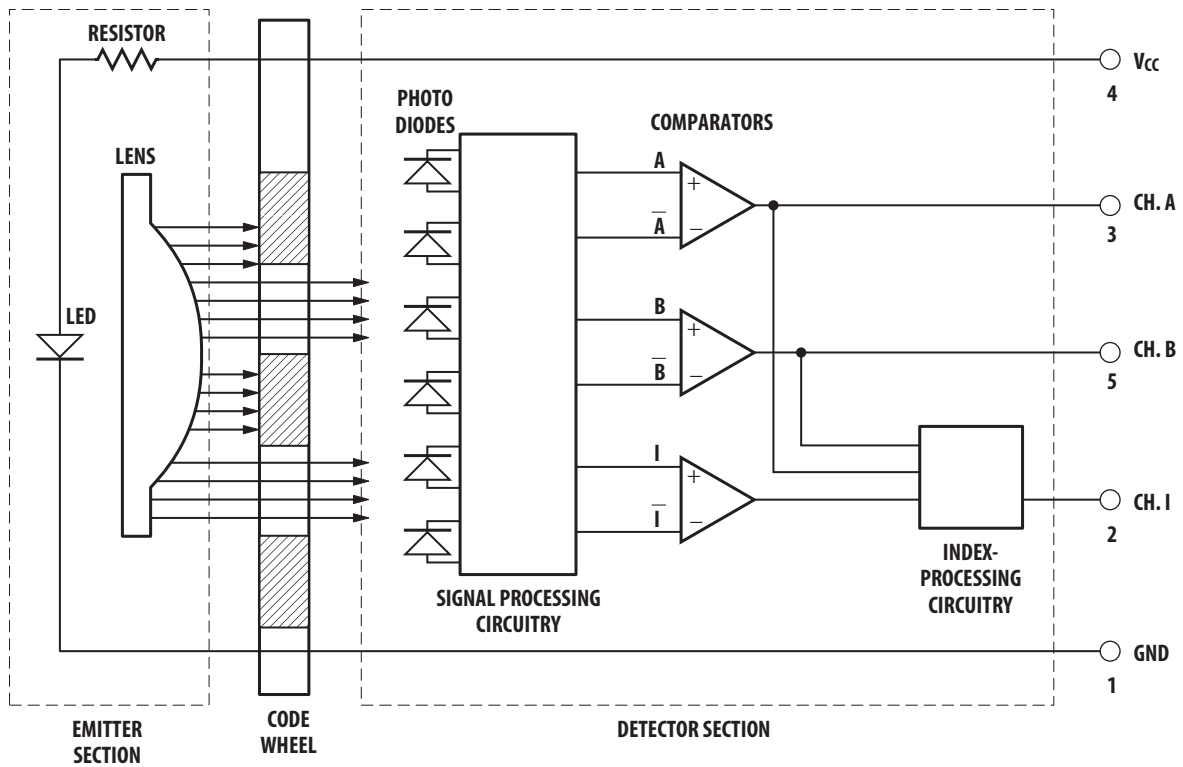 RESISTOR
VCC
4
PHOTO
DIODES
COMPARATORS
LENS
A
+
CH. A
3
A̅
−
LED
B
+
CH. B
5
B̅
−
I
+
CH. I
2
I̅
−
INDEX-
PROCESSING
CIRCUITRY
SIGNAL PROCESSING
CIRCUITRY
GND
1
EMITTER
SECTION
CODE
WHEEL
DETECTOR SECTION